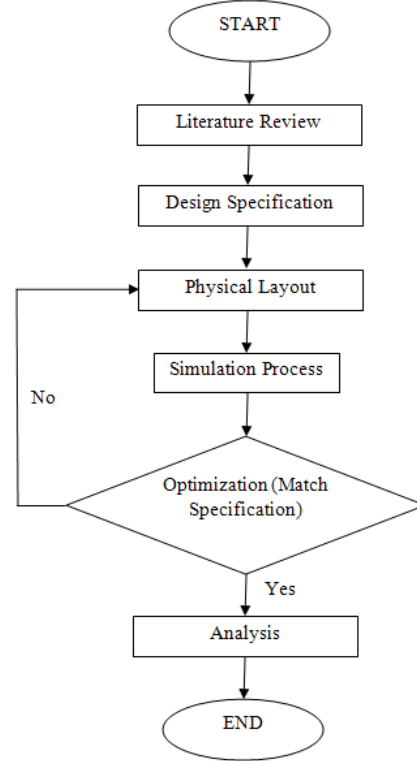 START
Literature Review
Design Specification
Physical Layout
Simulation Process
No
Optimization (Match
Specification)
Yes
Analysis
END